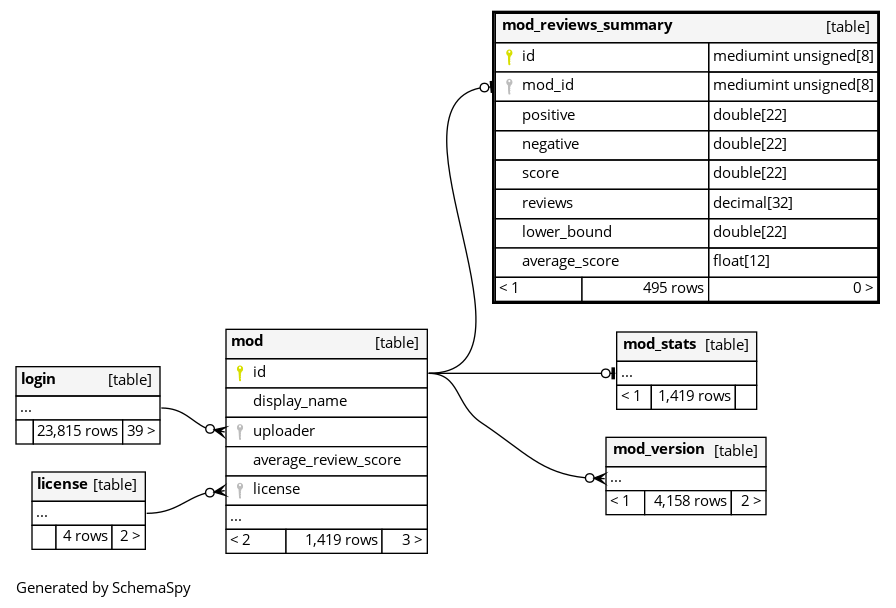 mod_reviews_summary [table]
id mediumint unsigned[8]
mod_id mediumint unsigned[8]
positive double[22]
negative double[22]
score double[22]
reviews decimal[32]
lower_bound double[22]
average_score float[12]
< 1 495 rows 0 >
mod [table]
id
display_name
uploader
average_review_score
license
...
< 2 1,419 rows 3 >
login [table]
...
23,815 rows 39 >
license [table]
...
4 rows 2 >
mod_stats [table]
...
< 1 1,419 rows
mod_version [table]
...
< 1 4,158 rows 2 >
Generated by SchemaSpy